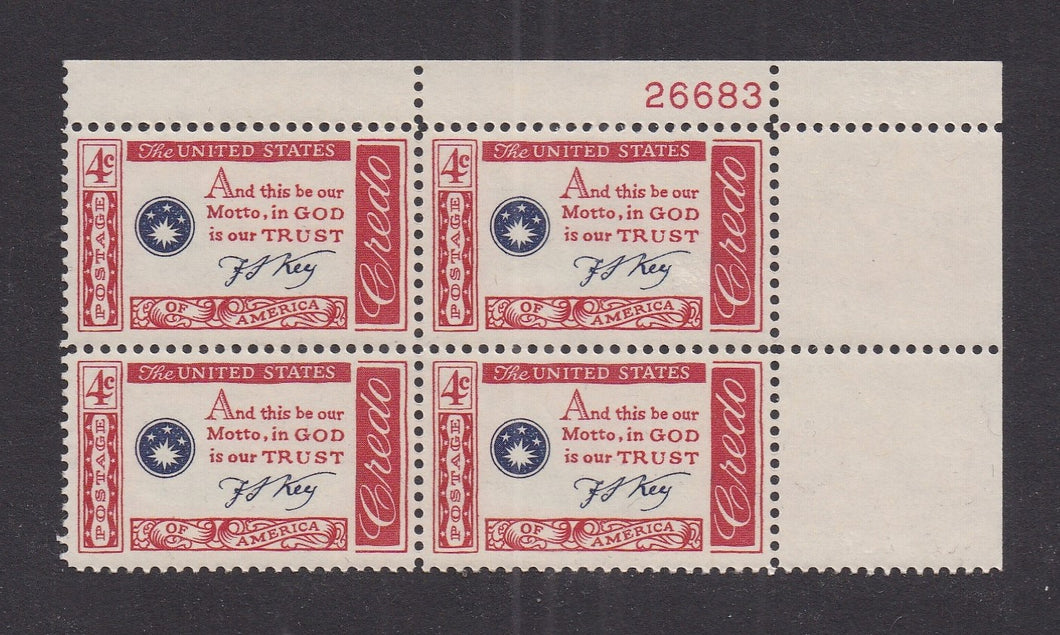 26683
4c
The UNITED STATES
POSTAGE
And this be our
Motto, in GOD
is our TRUST
F S Key
OF AMERICA
Credo
4c
The UNITED STATES
POSTAGE
And this be our
Motto, in GOD
is our TRUST
F S Key
OF AMERICA
Credo
4c
The UNITED STATES
POSTAGE
And this be our
Motto, in GOD
is our TRUST
F S Key
OF AMERICA
Credo
4c
The UNITED STATES
POSTAGE
And this be our
Motto, in GOD
is our TRUST
F S Key
OF AMERICA
Credo